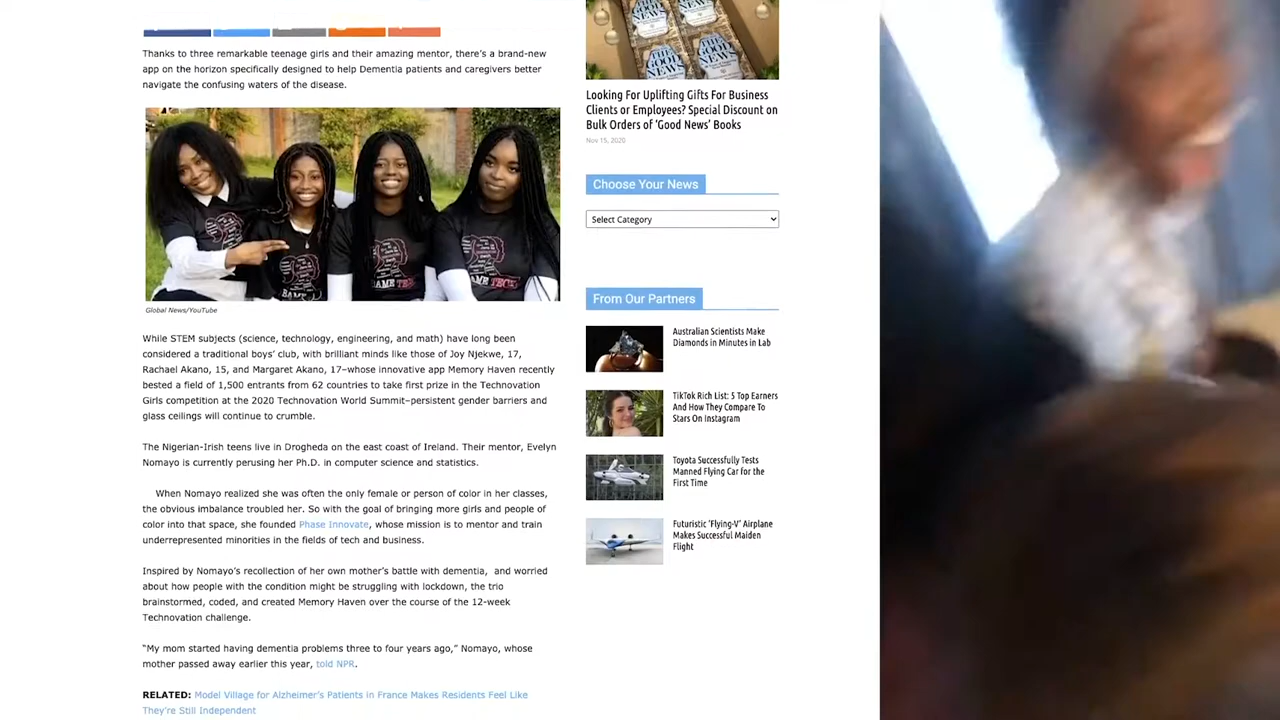 Thanks to three remarkable teenage girls and their amazing mentor, there's a brand-new
app on the horizon specifically designed to help Dementia patients and caregivers better
navigate the confusing waters of the disease.
BAME TECH
Global News/YouTube
While STEM subjects (science, technology, engineering, and math) have long been
considered a traditional boys' club, with brilliant minds like those of Joy Njekwe, 17,
Rachael Akano, 15, and Margaret Akano, 17–whose innovative app Memory Haven recently
bested a field of 1,500 entrants from 62 countries to take first prize in the Technovation
Girls competition at the 2020 Technovation World Summit–persistent gender barriers and
glass ceilings will continue to crumble.
The Nigerian-Irish teens live in Drogheda on the east coast of Ireland. Their mentor, Evelyn
Nomayo is currently perusing her Ph.D. in computer science and statistics.
When Nomayo realized she was often the only female or person of color in her classes,
the obvious imbalance troubled her. So with the goal of bringing more girls and people of
color into that space, she founded Phase Innovate, whose mission is to mentor and train
underrepresented minorities in the fields of tech and business.
Inspired by Nomayo's recollection of her own mother's battle with dementia, and worried
about how people with the condition might be struggling with lockdown, the trio
brainstormed, coded, and created Memory Haven over the course of the 12-week
Technovation challenge.
"My mom started having dementia problems three to four years ago," Nomayo, whose
mother passed away earlier this year, told NPR.
RELATED: Model Village for Alzheimer's Patients in France Makes Residents Feel Like
They're Still Independent
THE GOOD NEWS
Looking For Uplifting Gifts For Business
Clients or Employees? Special Discount on
Bulk Orders of 'Good News' Books
Nov 15, 2020
Choose Your News
Select Category
From Our Partners
Australian Scientists Make
Diamonds in Minutes in Lab
TikTok Rich List: 5 Top Earners
And How They Compare To
Stars On Instagram
Toyota Successfully Tests
Manned Flying Car for the
First Time
Futuristic 'Flying-V' Airplane
Makes Successful Maiden
Flight